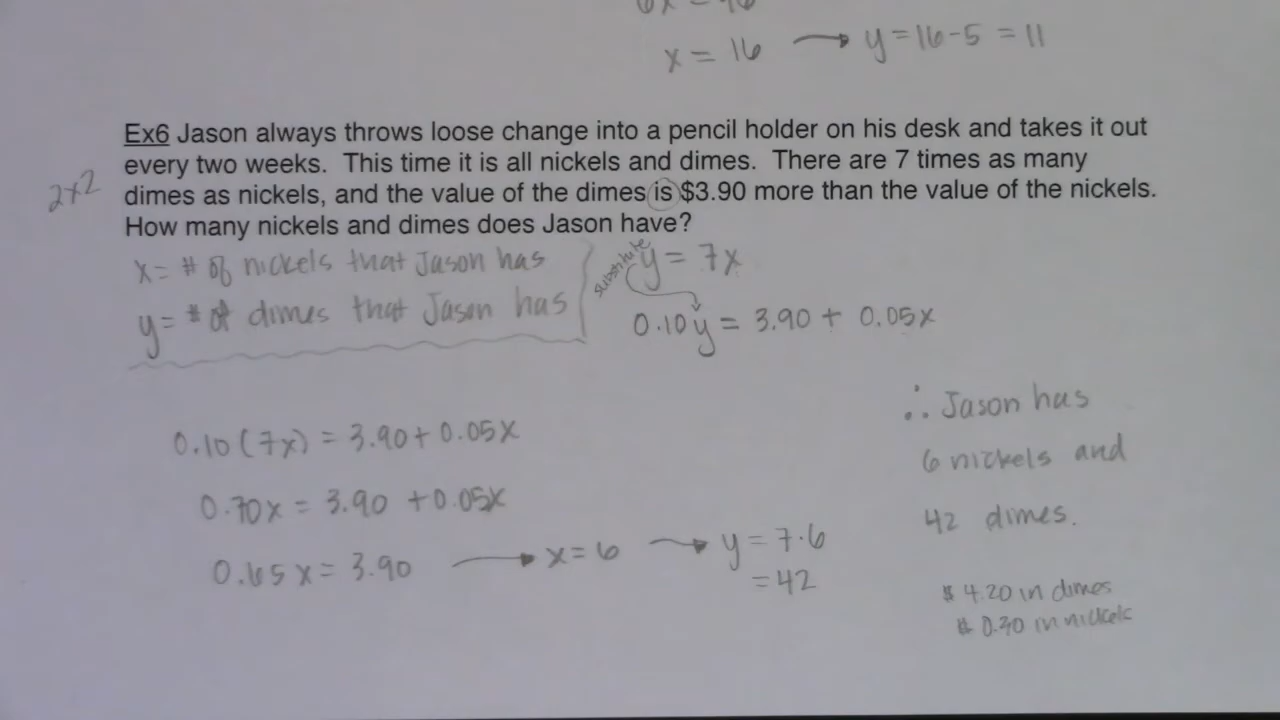 6x = 96
x = 16 → y = 16-5 = 11
Ex6 Jason always throws loose change into a pencil holder on his desk and takes it out
every two weeks. This time it is all nickels and dimes. There are 7 times as many
2x2
dimes as nickels, and the value of the dimes is $3.90 more than the value of the nickels.
How many nickels and dimes does Jason have?
x = # of nickels that Jason has
y = # of dimes that Jason has
substitute
y = 7x
0.10y = 3.90 + 0.05x
0.10(7x) = 3.90 + 0.05x
0.70x = 3.90 + 0.05x
0.65x = 3.90 → x = 6 → y = 7·6
= 42
∴ Jason has
6 nickels and
42 dimes.
$ 4.20 in dimes
$ 0.30 in nickels